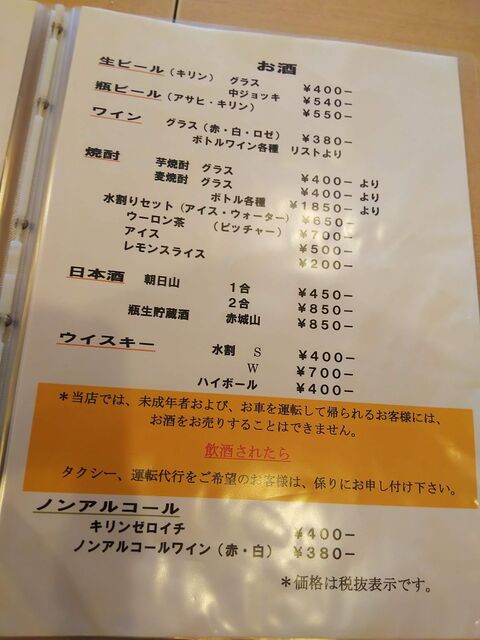 お酒
生ビール（キリン） グラス ￥４００−
中ジョッキ ￥５４０−
瓶ビール（アサヒ・キリン） ￥５５０−
ワイン グラス（赤・白・ロゼ） ￥３８０−
ボトルワイン各種 リストより
焼酎 芋焼酎 グラス ￥４００− より
麦焼酎 グラス ￥４００− より
ボトル各種 ￥１８５０− より
水割りセット（アイス・ウォーター） ￥６５０−
ウーロン茶 （ピッチャー） ￥７００−
アイス ￥５００−
レモンスライス ￥２００−
日本酒 朝日山 １合 ￥４５０−
２合 ￥８５０−
瓶生貯蔵酒 赤城山 ￥８５０−
ウイスキー 水割 S ￥４００−
W ￥７００−
ハイボール ￥４００−
＊当店では、未成年者および、お車を運転して帰られるお客様には、
お酒をお売りすることはできません。
飲酒されたら
タクシー、運転代行をご希望のお客様は、係りにお申し付け下さい。
ノンアルコール
キリンゼロイチ ￥４００−
ノンアルコールワイン（赤・白） ￥３８０−
＊価格は税抜表示です。